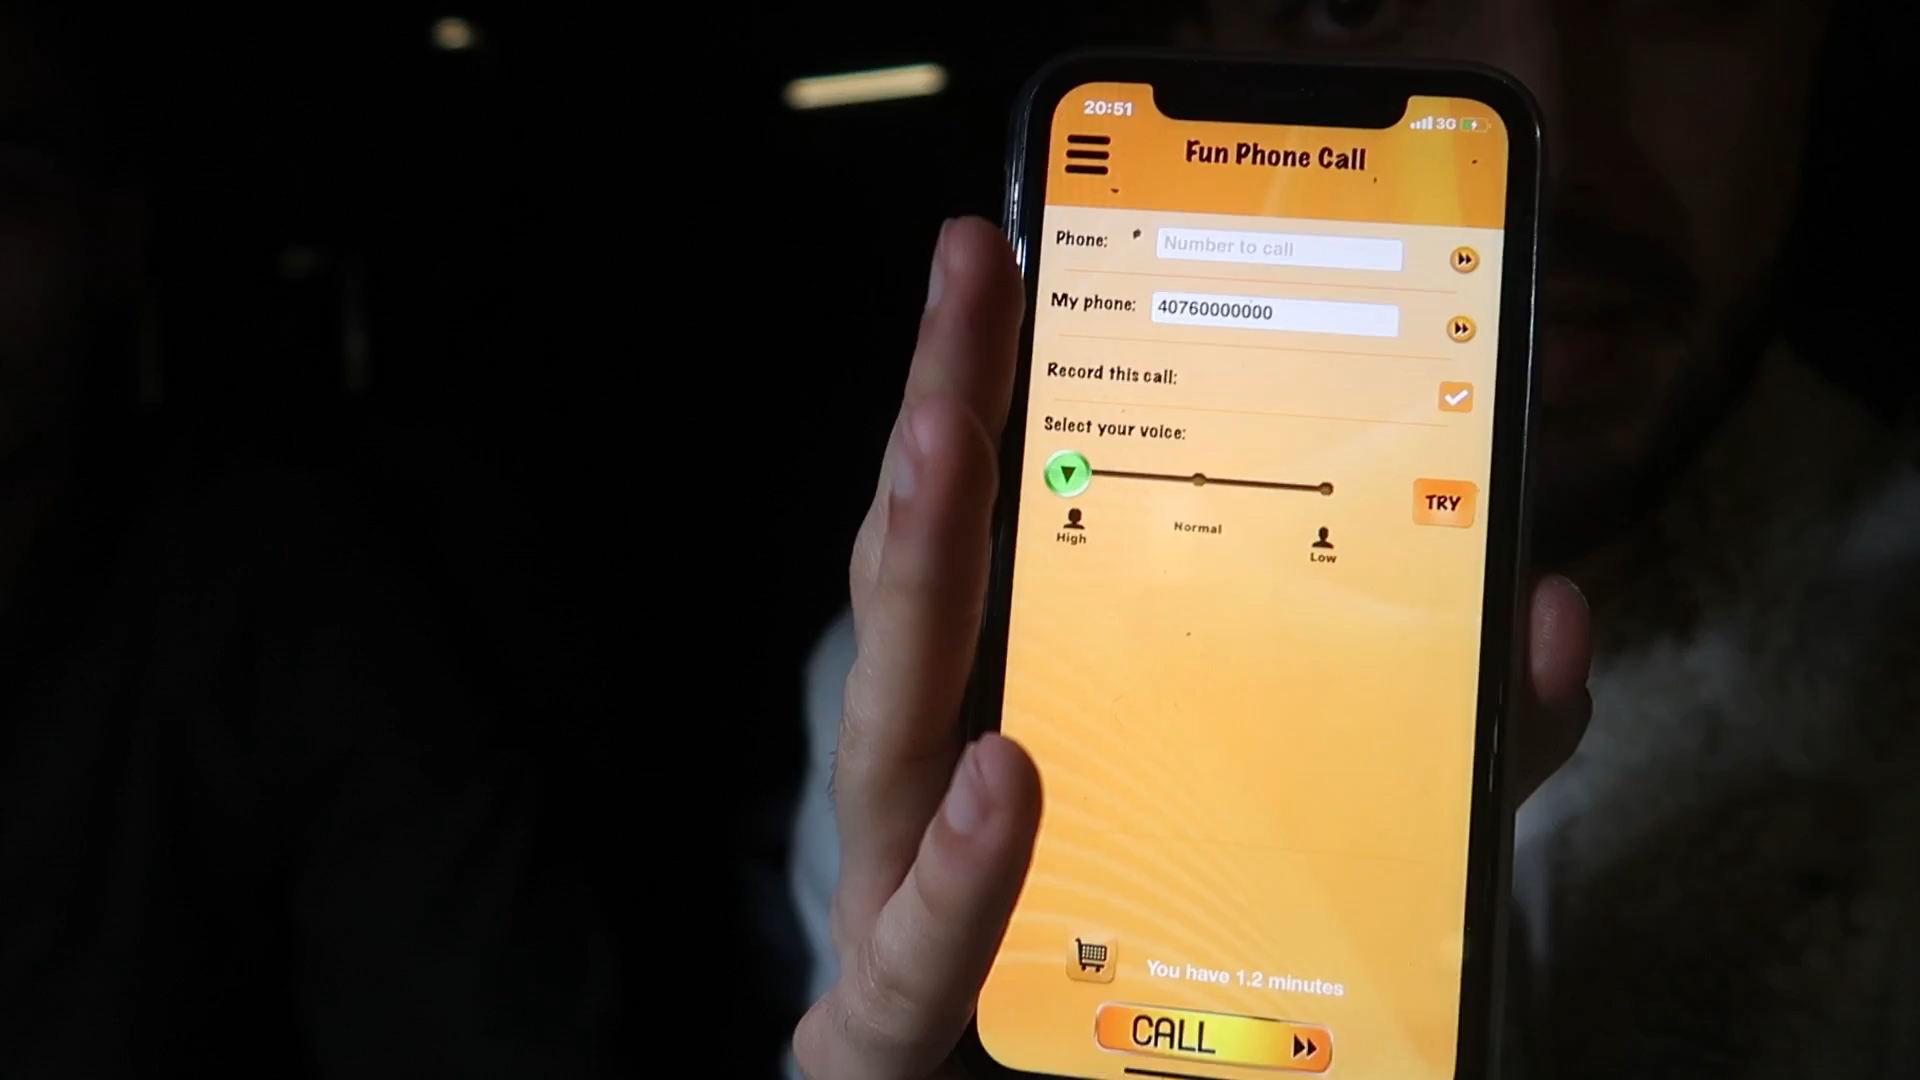 20:51
3G
Fun Phone Call
Phone:
Number to call
My phone:
40760000000
Record this call:
Select your voice:
TRY
High
Normal
Low
You have 1.2 minutes
CALL